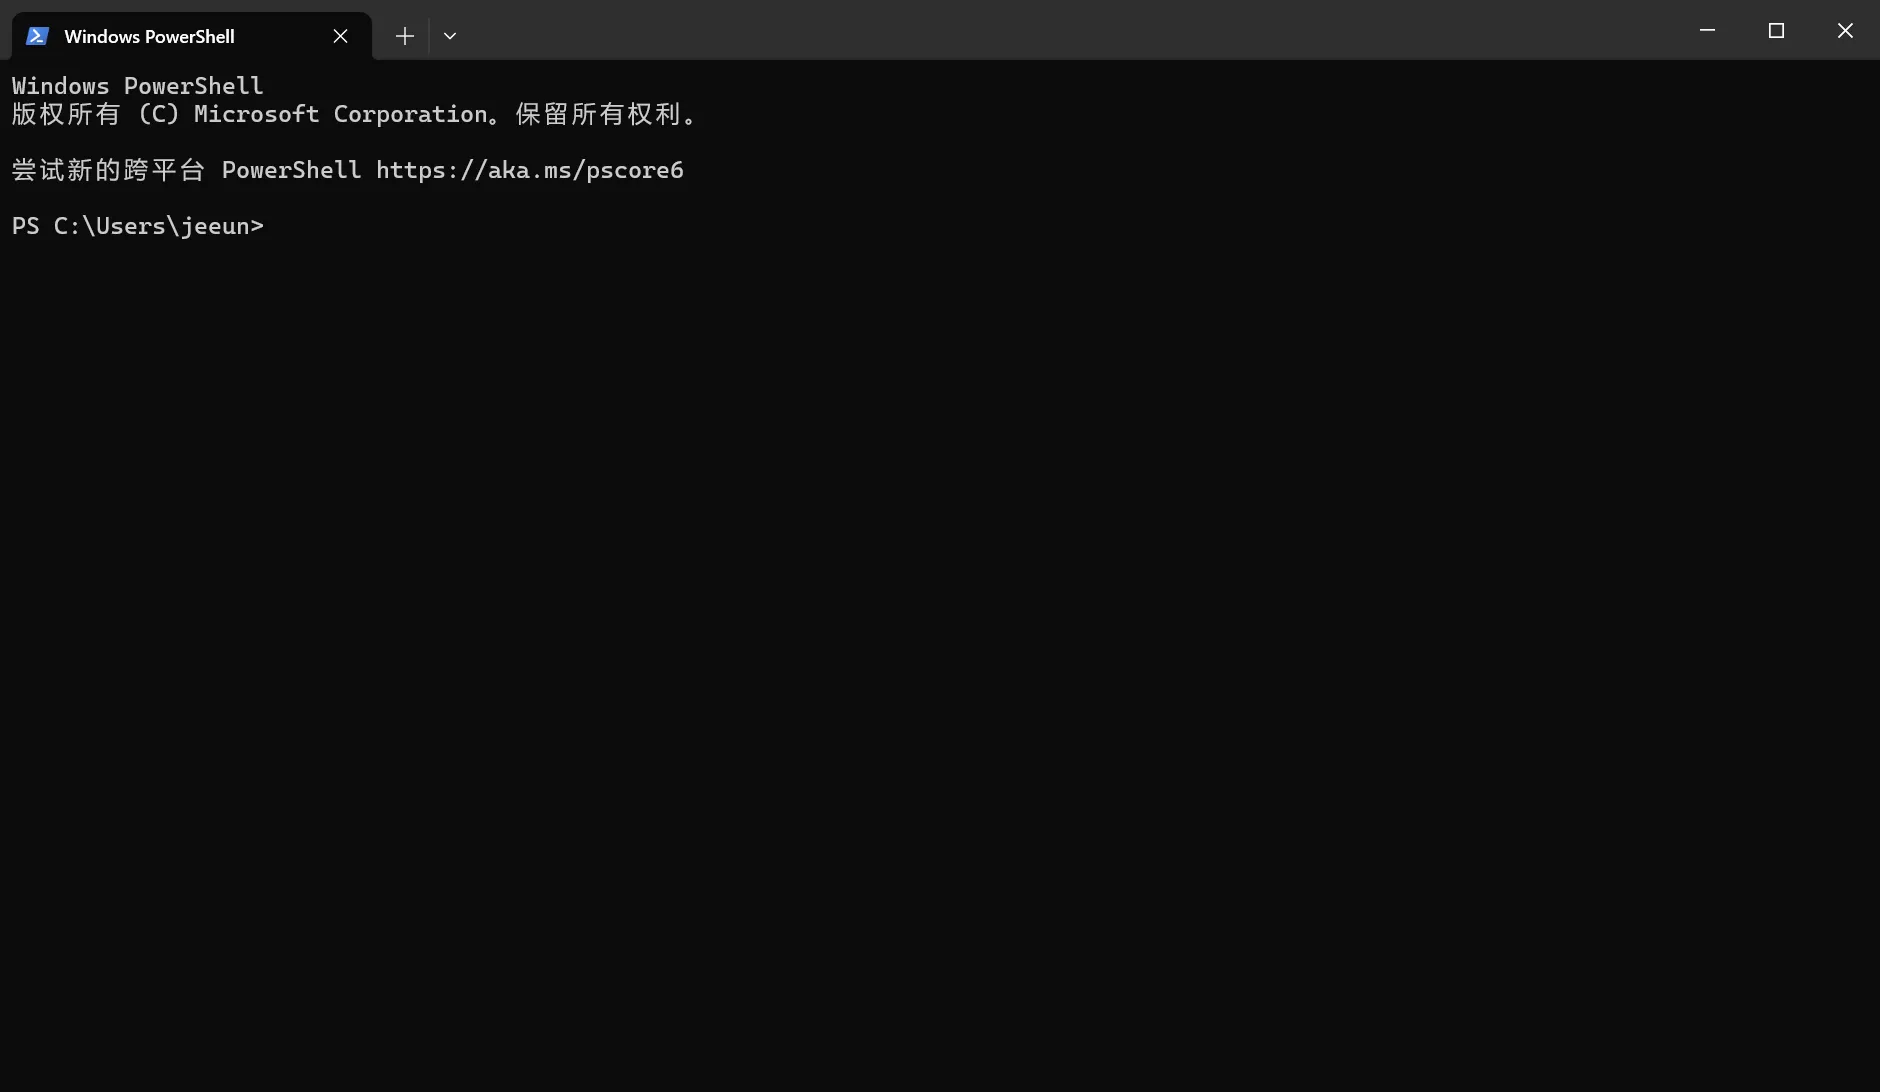 Windows PowerShell
Windows PowerShell
版权所有 (C) Microsoft Corporation。保留所有权利。
尝试新的跨平台 PowerShell https://aka.ms/pscore6
PS C:\Users\jeeun>